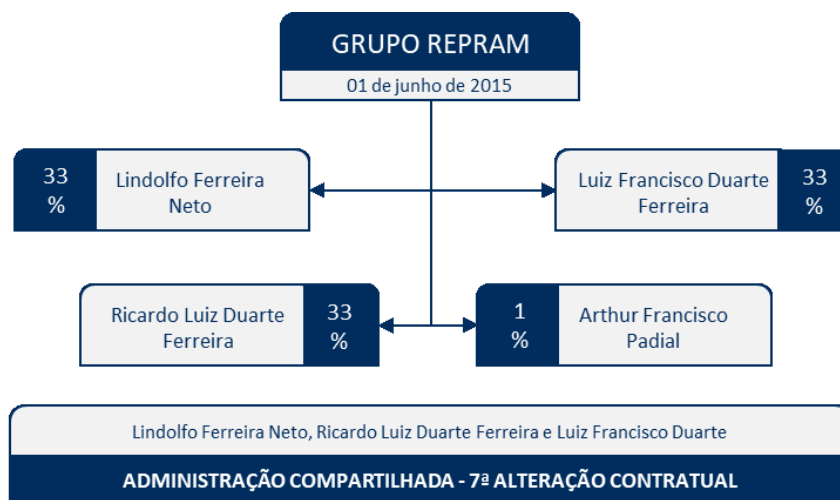 GRUPO REPRAM
01 de junho de 2015
33
%
Lindolfo Ferreira
Neto
Luiz Francisco Duarte
Ferreira
33
%
Ricardo Luiz Duarte
Ferreira
33
%
1
%
Arthur Francisco
Padial
Lindolfo Ferreira Neto, Ricardo Luiz Duarte Ferreira e Luiz Francisco Duarte
ADMINISTRAÇÃO COMPARTILHADA - 7ª ALTERAÇÃO CONTRATUAL